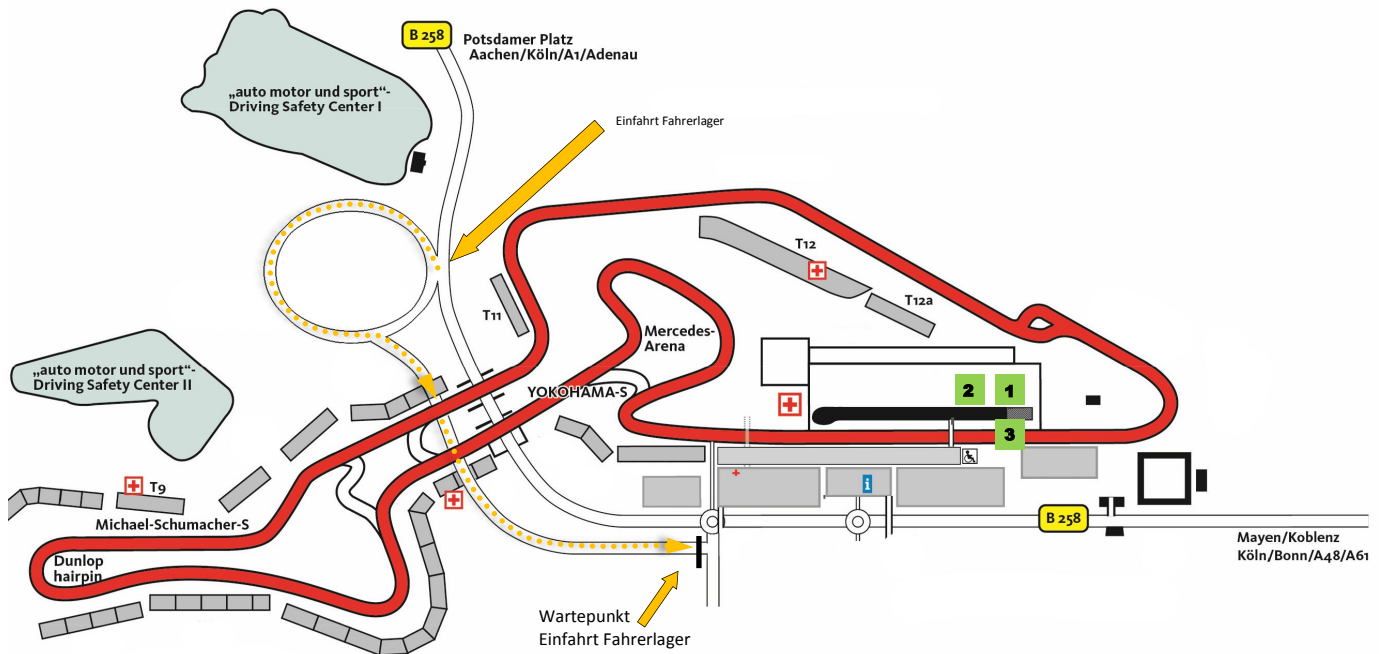 B 258
Potsdamer Platz
Aachen/Köln/A1/Adenau
„auto motor und sport“-
Driving Safety Center I
Einfahrt Fahrerlager
T12
T12a
T11
Mercedes-
Arena
„auto motor und sport“-
Driving Safety Center II
YOKOHAMA-S
2
1
3
T9
Michael-Schumacher-S
i
B 258
Mayen/Koblenz
Köln/Bonn/A48/A61
Dunlop
hairpin
Wartepunkt
Einfahrt Fahrerlager